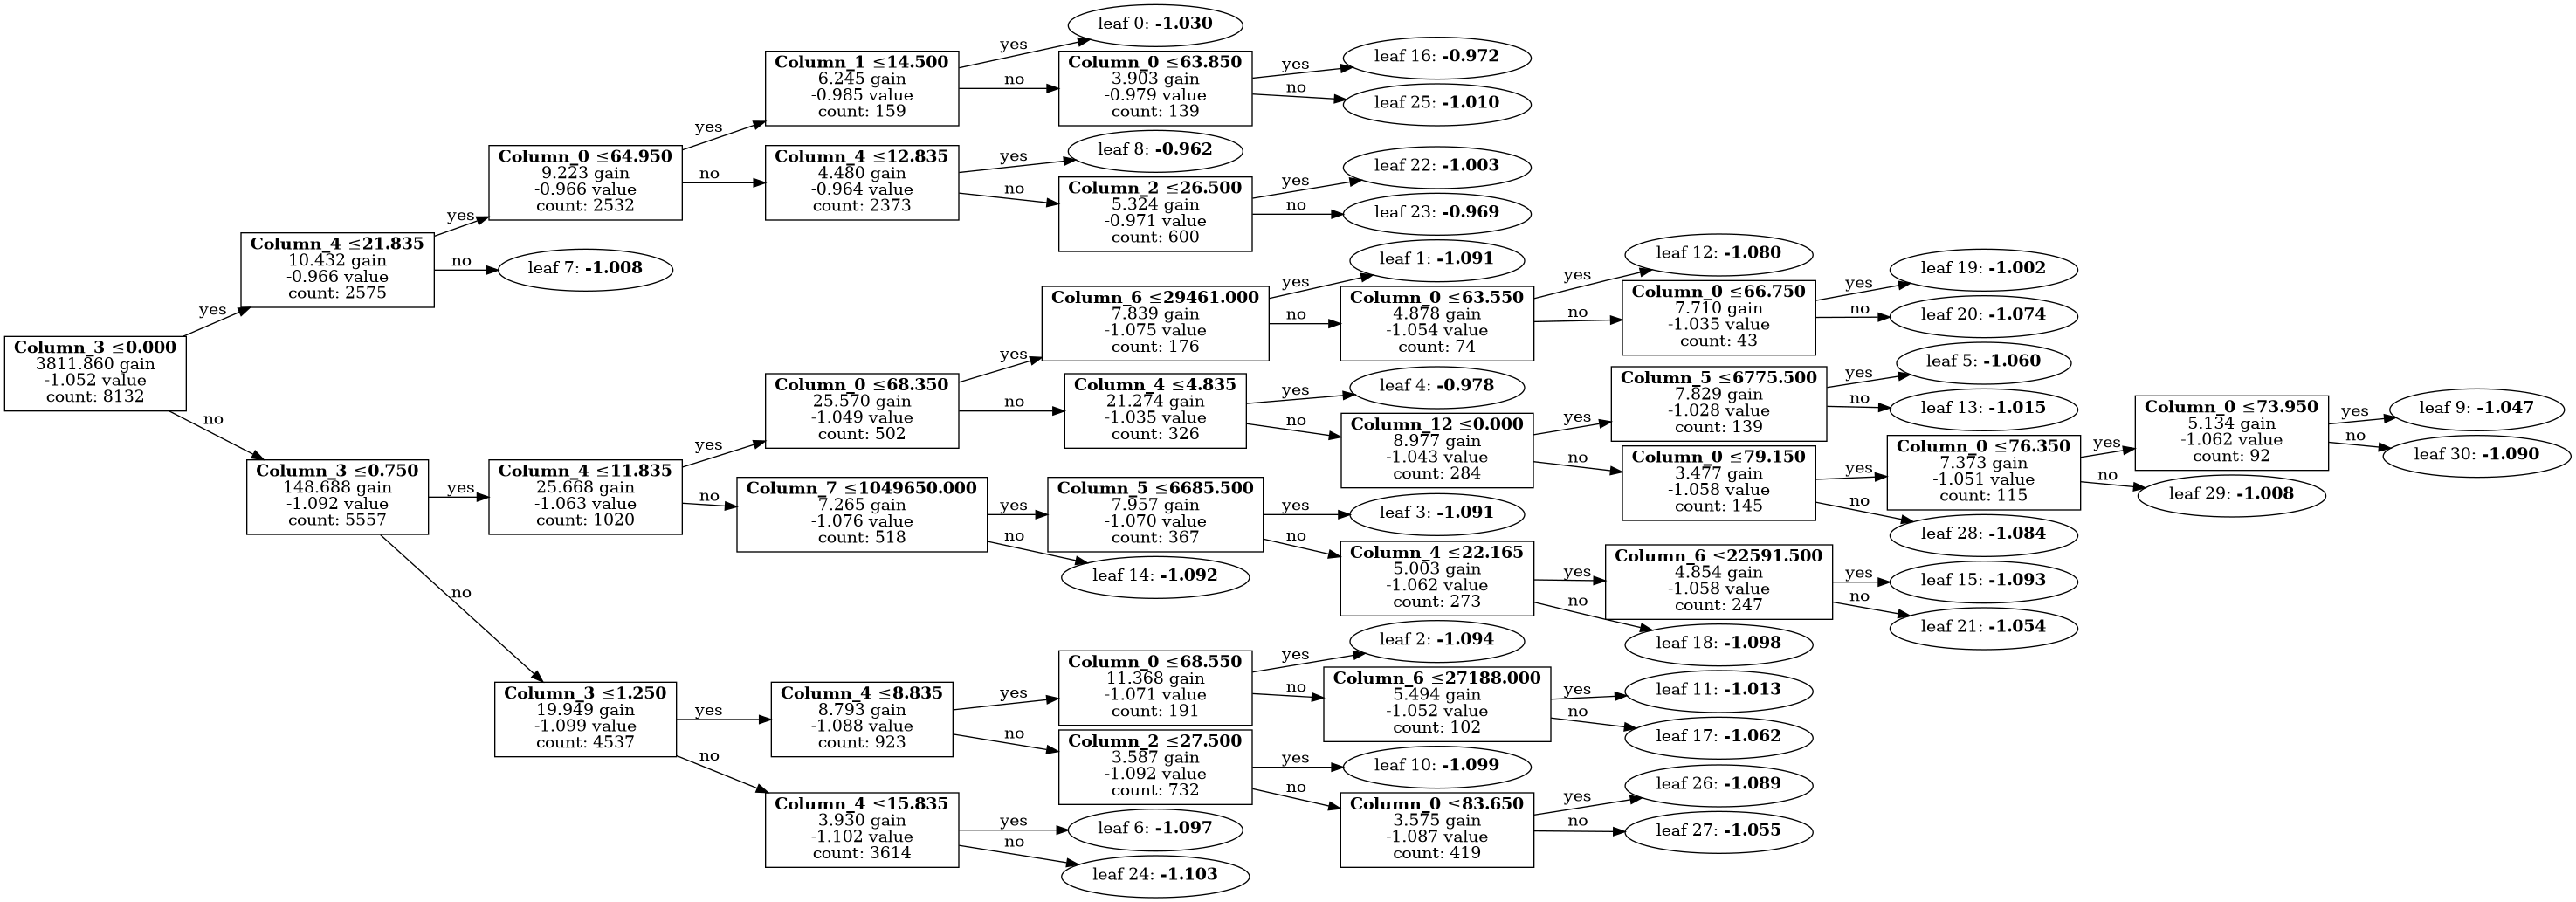 Column_3 ≤0.000
3811.860 gain
-1.052 value
count: 8132
yes
no
Column_4 ≤21.835
10.432 gain
-0.966 value
count: 2575
yes
no
Column_0 ≤64.950
9.223 gain
-0.966 value
count: 2532
yes
no
Column_1 ≤14.500
6.245 gain
-0.985 value
count: 159
yes
no
leaf 0: -1.030
Column_0 ≤63.850
3.903 gain
-0.979 value
count: 139
yes
no
leaf 16: -0.972
leaf 25: -1.010
Column_4 ≤12.835
4.480 gain
-0.964 value
count: 2373
yes
no
leaf 8: -0.962
Column_2 ≤26.500
5.324 gain
-0.971 value
count: 600
yes
no
leaf 22: -1.003
leaf 23: -0.969
leaf 7: -1.008
Column_3 ≤0.750
148.688 gain
-1.092 value
count: 5557
yes
no
Column_4 ≤11.835
25.668 gain
-1.063 value
count: 1020
yes
no
Column_0 ≤68.350
25.570 gain
-1.049 value
count: 502
yes
no
Column_6 ≤29461.000
7.839 gain
-1.075 value
count: 176
yes
no
leaf 1: -1.091
Column_0 ≤63.550
4.878 gain
-1.054 value
count: 74
yes
no
leaf 12: -1.080
Column_0 ≤66.750
7.710 gain
-1.035 value
count: 43
yes
no
leaf 19: -1.002
leaf 20: -1.074
Column_4 ≤4.835
21.274 gain
-1.035 value
count: 326
yes
no
leaf 4: -0.978
Column_12 ≤0.000
8.977 gain
-1.043 value
count: 284
yes
no
Column_5 ≤6775.500
7.829 gain
-1.028 value
count: 139
yes
no
leaf 5: -1.060
leaf 13: -1.015
Column_0 ≤79.150
3.477 gain
-1.058 value
count: 145
yes
no
Column_0 ≤76.350
7.373 gain
-1.051 value
count: 115
yes
no
Column_0 ≤73.950
5.134 gain
-1.062 value
count: 92
yes
no
leaf 9: -1.047
leaf 30: -1.090
leaf 29: -1.008
leaf 28: -1.084
Column_7 ≤1049650.000
7.265 gain
-1.076 value
count: 518
yes
no
Column_5 ≤6685.500
7.957 gain
-1.070 value
count: 367
yes
no
leaf 3: -1.091
Column_4 ≤22.165
5.003 gain
-1.062 value
count: 273
yes
no
Column_6 ≤22591.500
4.854 gain
-1.058 value
count: 247
yes
no
leaf 15: -1.093
leaf 21: -1.054
leaf 18: -1.098
leaf 14: -1.092
Column_3 ≤1.250
19.949 gain
-1.099 value
count: 4537
yes
no
Column_4 ≤8.835
8.793 gain
-1.088 value
count: 923
yes
no
Column_0 ≤68.550
11.368 gain
-1.071 value
count: 191
yes
no
leaf 2: -1.094
Column_6 ≤27188.000
5.494 gain
-1.052 value
count: 102
yes
no
leaf 11: -1.013
leaf 17: -1.062
Column_2 ≤27.500
3.587 gain
-1.092 value
count: 732
yes
no
leaf 10: -1.099
Column_0 ≤83.650
3.575 gain
-1.087 value
count: 419
yes
no
leaf 26: -1.089
leaf 27: -1.055
Column_4 ≤15.835
3.930 gain
-1.102 value
count: 3614
yes
no
leaf 6: -1.097
leaf 24: -1.103